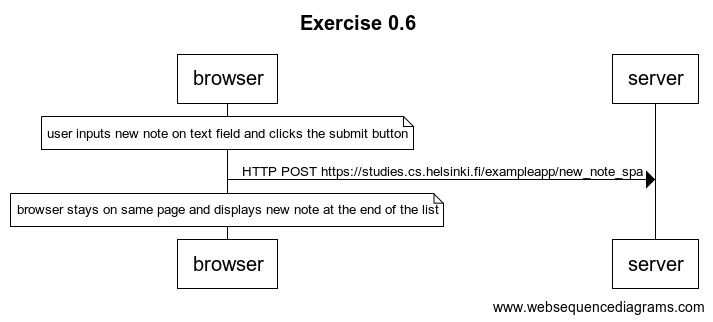 Exercise 0.6
browser
server
user inputs new note on text field and clicks the submit button
HTTP POST https://studies.cs.helsinki.fi/exampleapp/new_note_spa
browser stays on same page and displays new note at the end of the list
browser
server
www.websequencediagrams.com